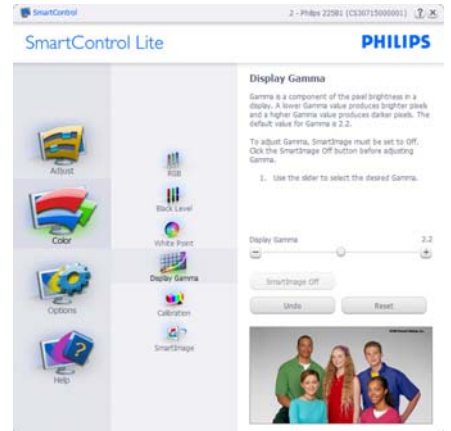 SmartControl
2 - Philips 225B1 (CS30715000001)
SmartControl Lite
PHILIPS
Adjust
Color
Options
Help
RGB
Black Level
White Point
Display Gamma
Calibration
SmartImage
Display Gamma
Gamma is a component of the pixel brightness in a
display. A lower Gamma value produces brighter pixels
and a higher Gamma value produces darker pixels. The
default value for Gamma is 2.2.
To adjust Gamma, SmartImage must be set to Off.
Click the SmartImage Off button before adjusting
Gamma.
1. Use the slider to select the desired Gamma.
Display Gamma 2.2
SmartImage Off
Undo Reset